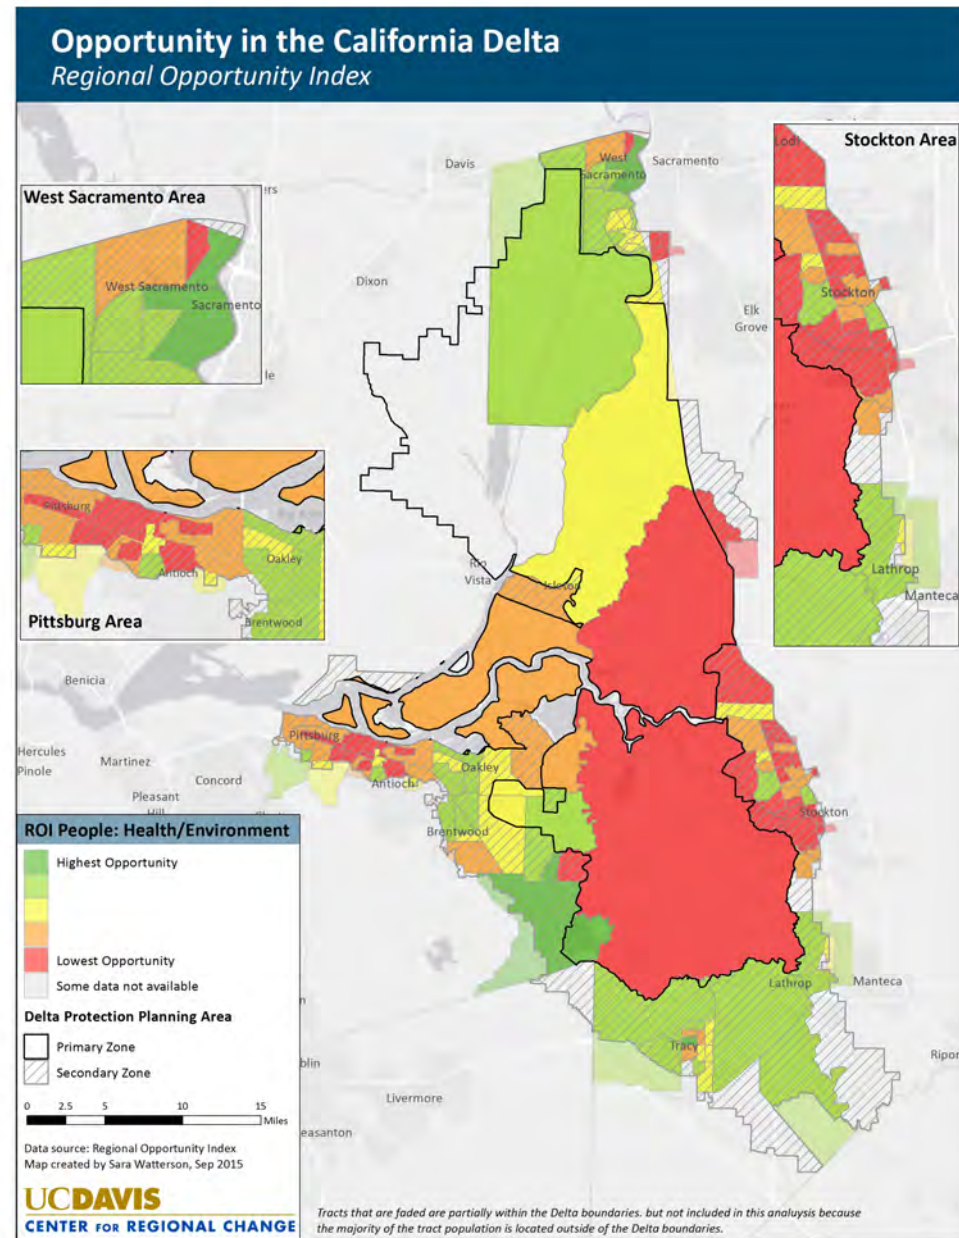 Opportunity in the California Delta
Regional Opportunity Index
Davis
West
Sacramento
Sacramento
Dixon
Elk
Grove
Rio
Vista
Isleton
Benicia
Hercules
Pinole
Martinez
Concord
Pleasant
Pittsburg
Antioch
Oakley
Brentwood
Stockton
Lathrop
Manteca
Tracy
Ripon
Livermore
West Sacramento Area
West Sacramento
Sacramento
Pittsburg Area
Pittsburg
Antioch
Oakley
Brentwood
Stockton Area
Lodi
Stockton
Lathrop
Manteca
ROI People: Health/Environment
Highest Opportunity
Lowest Opportunity
Some data not available
Delta Protection Planning Area
Primary Zone
Secondary Zone
0 2.5 5 10 15
Miles
Data source: Regional Opportunity Index
Map created by Sara Watterson, Sep 2015
UCDAVIS
CENTER FOR REGIONAL CHANGE
Tracts that are faded are partially within the Delta boundaries. but not included in this analuysis because
the majority of the tract population is located outside of the Delta boundaries.